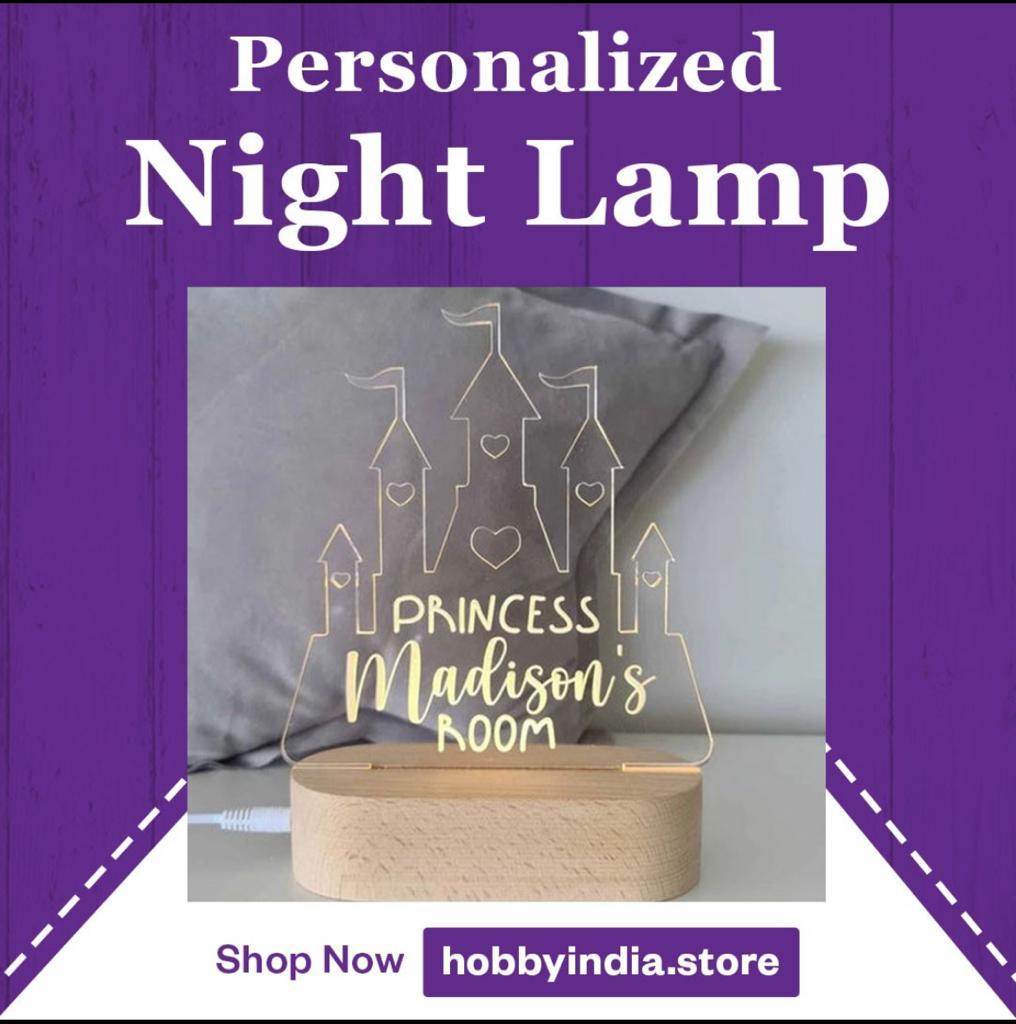 Personalized
Night Lamp
PRINCESS
Madison's
ROOM
Shop Now hobbyindia.store